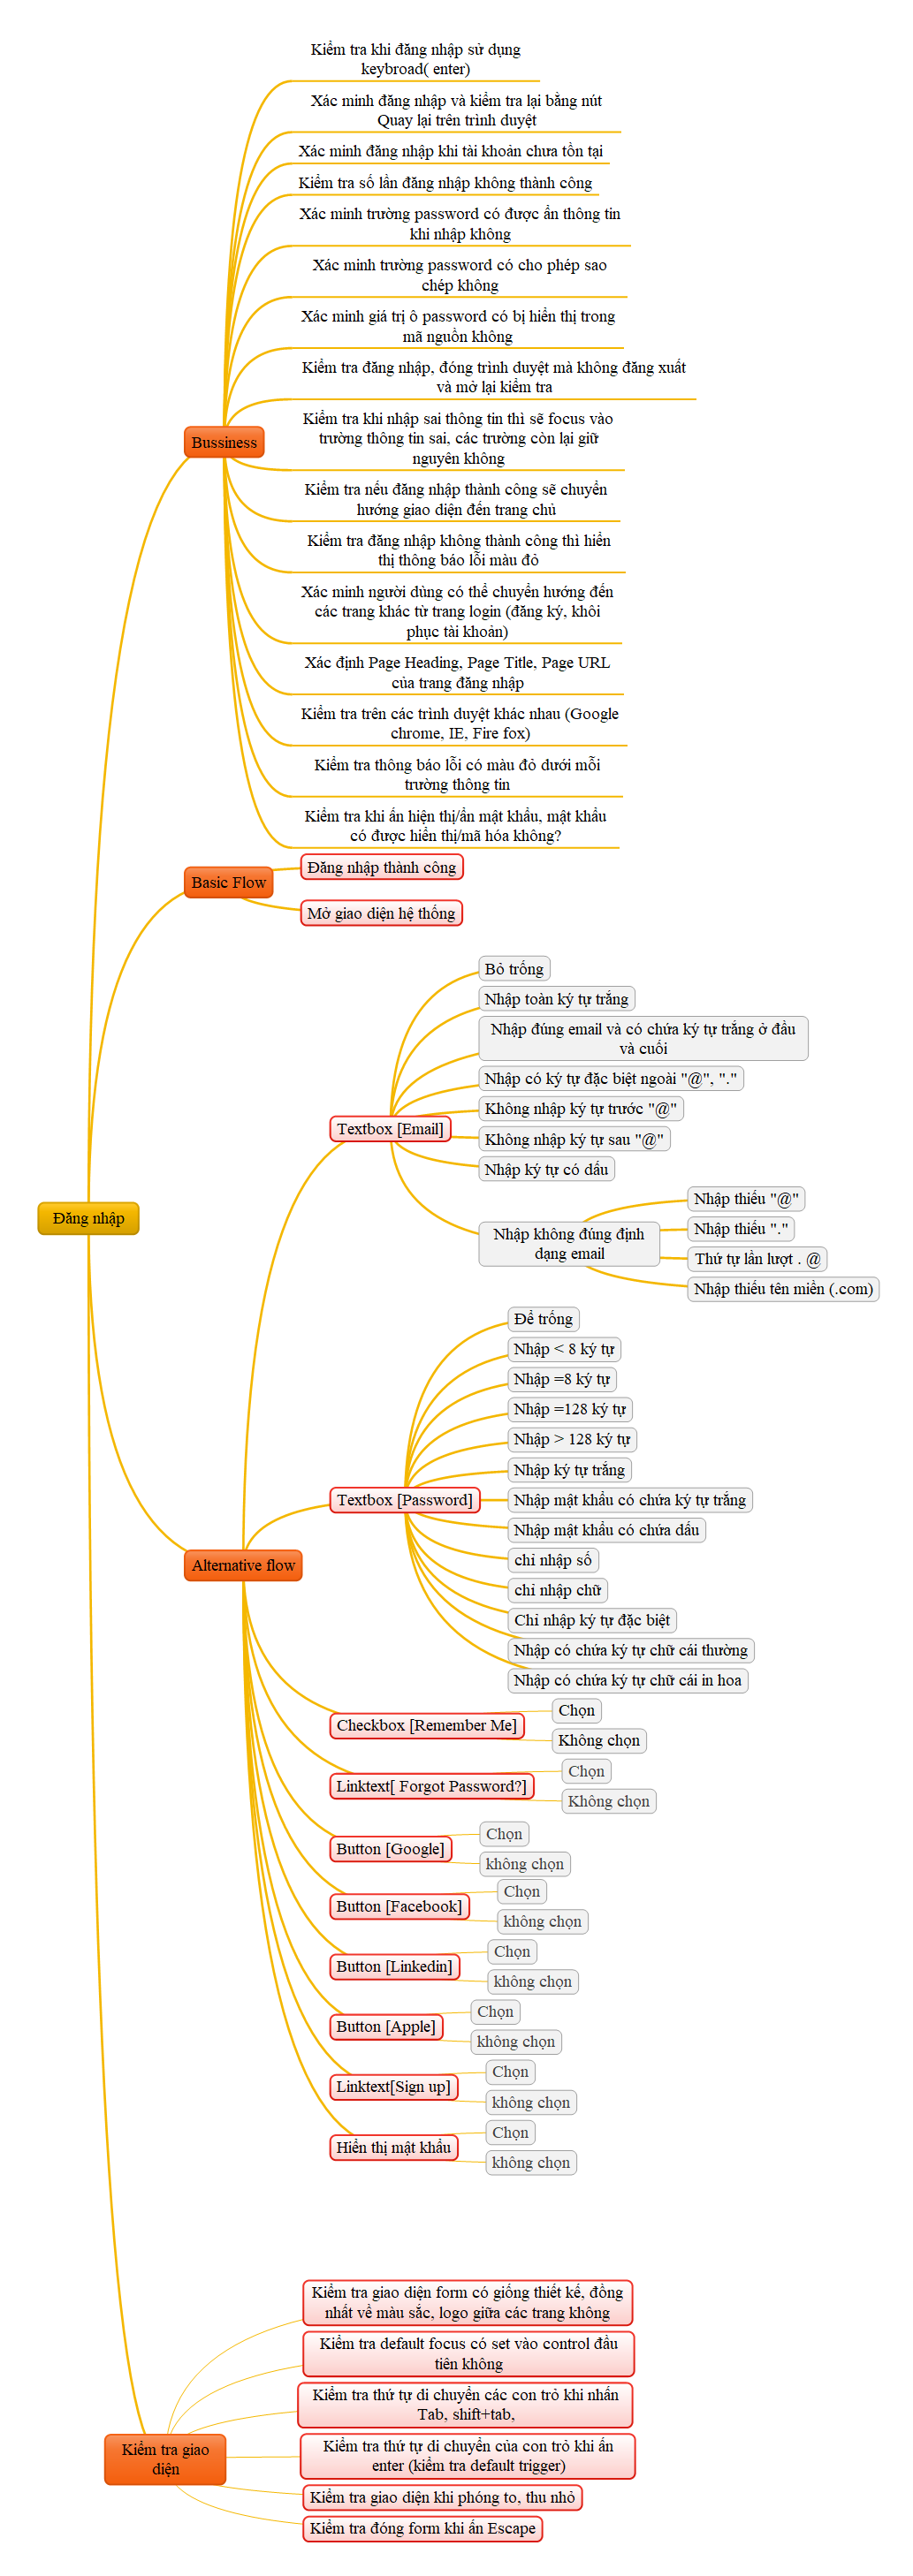 Kiểm tra khi đăng nhập sử dụng
keybroad( enter)
Xác minh đăng nhập và kiểm tra lại bằng nút
Quay lại trên trình duyệt
Xác minh đăng nhập khi tài khoản chưa tồn tại
Kiểm tra số lần đăng nhập không thành công
Xác minh trường password có được ẩn thông tin
khi nhập không
Xác minh trường password có cho phép sao
chép không
Xác minh giá trị ô password có bị hiển thị trong
mã nguồn không
Kiểm tra đăng nhập, đóng trình duyệt mà không đăng xuất
và mở lại kiểm tra
Bussiness
Kiểm tra khi nhập sai thông tin thì sẽ focus vào
trường thông tin sai, các trường còn lại giữ
nguyên không
Kiểm tra nếu đăng nhập thành công sẽ chuyển
hướng giao diện đến trang chủ
Kiểm tra đăng nhập không thành công thì hiển
thị thông báo lỗi màu đỏ
Xác minh người dùng có thể chuyển hướng đến
các trang khác từ trang login (đăng ký, khôi
phục tài khoản)
Xác định Page Heading, Page Title, Page URL
của trang đăng nhập
Kiểm tra trên các trình duyệt khác nhau (Google
chrome, IE, Fire fox)
Kiểm tra thông báo lỗi có màu đỏ dưới mỗi
trường thông tin
Kiểm tra khi ấn hiện thị/ẩn mật khẩu, mật khẩu
có được hiển thị/mã hóa không?
Basic Flow
Đăng nhập thành công
Mở giao diện hệ thống
Đăng nhập
Textbox [Email]
Bỏ trống
Nhập toàn ký tự trắng
Nhập đúng email và có chứa ký tự trắng ở đầu
và cuối
Nhập có ký tự đặc biệt ngoài "@", "."
Không nhập ký tự trước "@"
Không nhập ký tự sau "@"
Nhập ký tự có dấu
Nhập không đúng định
dạng email
Nhập thiếu "@"
Nhập thiếu "."
Thứ tự lần lượt . @
Nhập thiếu tên miền (.com)
Alternative flow
Textbox [Password]
Để trống
Nhập < 8 ký tự
Nhập =8 ký tự
Nhập =128 ký tự
Nhập > 128 ký tự
Nhập ký tự trắng
Nhập mật khẩu có chứa ký tự trắng
Nhập mật khẩu có chứa dấu
chỉ nhập số
chỉ nhập chữ
Chỉ nhập ký tự đặc biệt
Nhập có chứa ký tự chữ cái thường
Nhập có chứa ký tự chữ cái in hoa
Checkbox [Remember Me]
Chọn
Không chọn
Linktext[ Forgot Password?]
Chọn
Không chọn
Button [Google]
Chọn
không chọn
Button [Facebook]
Chọn
không chọn
Button [Linkedin]
Chọn
không chọn
Button [Apple]
Chọn
không chọn
Linktext[Sign up]
Chọn
không chọn
Hiển thị mật khẩu
Chọn
không chọn
Kiểm tra giao
diện
Kiểm tra giao diện form có giống thiết kế, đồng
nhất về màu sắc, logo giữa các trang không
Kiểm tra default focus có set vào control đầu
tiên không
Kiểm tra thứ tự di chuyển các con trỏ khi nhấn
Tab, shift+tab,
Kiểm tra thứ tự di chuyển của con trỏ khi ấn
enter (kiểm tra default trigger)
Kiểm tra giao diện khi phóng to, thu nhỏ
Kiểm tra đóng form khi ấn Escape